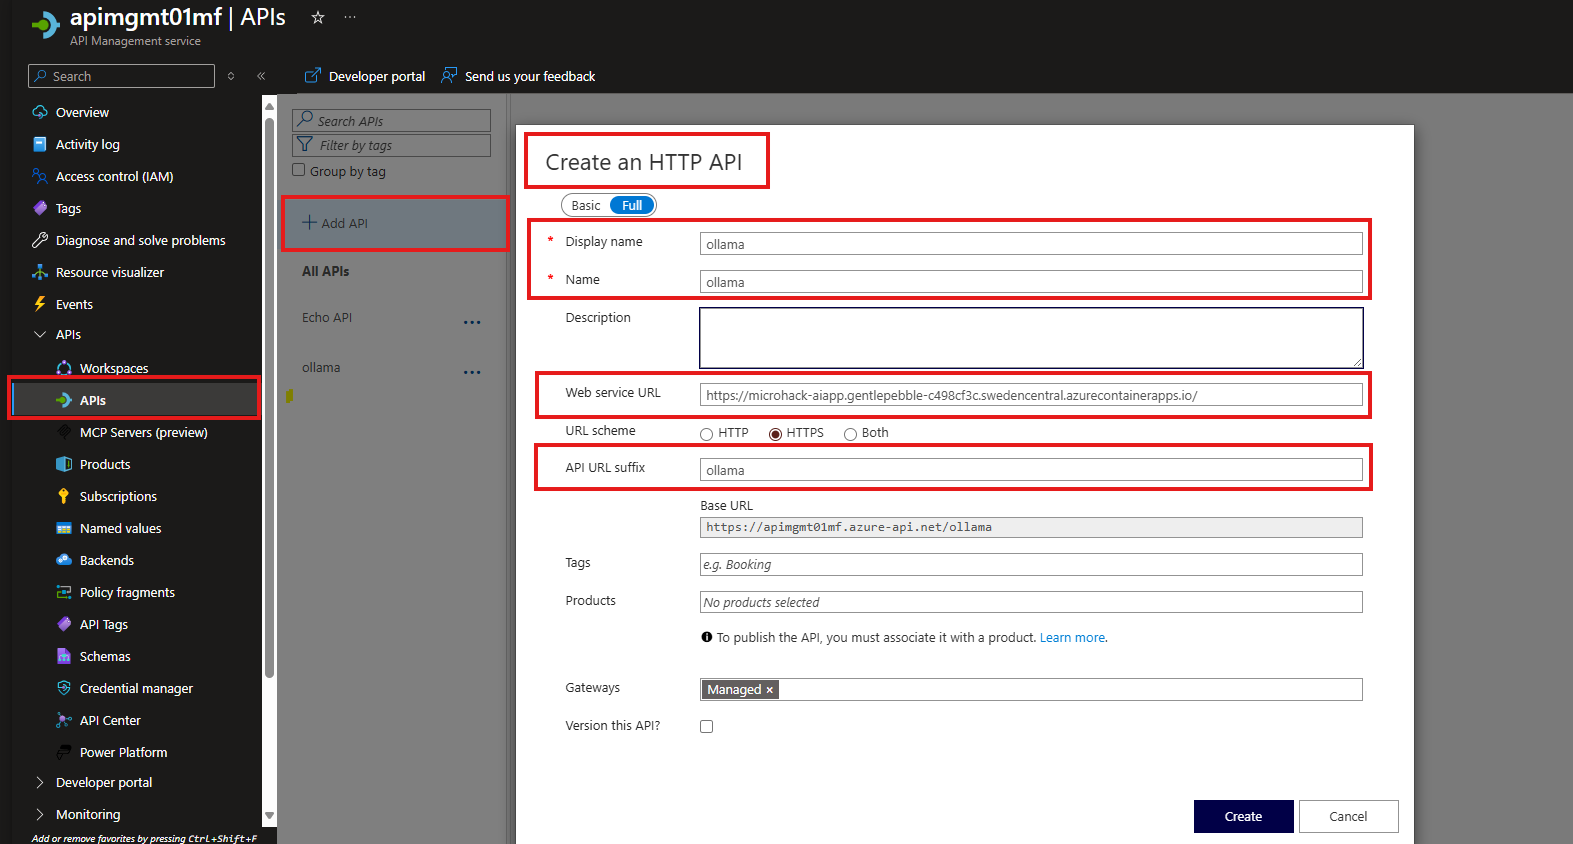 apimgmt01mf | APIs
API Management service
Search
Developer portal
Send us your feedback
Overview
Activity log
Access control (IAM)
Tags
Diagnose and solve problems
Resource visualizer
Events
APIs
Workspaces
APIs
MCP Servers (preview)
Products
Subscriptions
Named values
Backends
Policy fragments
API Tags
Schemas
Credential manager
API Center
Power Platform
Developer portal
Monitoring
Add or remove favorites by pressing Ctrl+Shift+F
Search APIs
Filter by tags
Group by tag
Add API
All APIs
Echo API
ollama
Create an HTTP API
Basic Full
* Display name ollama
* Name ollama
Description
Web service URL https://microhack-aiapp.gentlepebble-c498cf3c.swedencentral.azurecontainerapps.io/
URL scheme HTTP HTTPS Both
API URL suffix ollama
Base URL
https://apimgmt01mf.azure-api.net/ollama
Tags e.g. Booking
Products No products selected
To publish the API, you must associate it with a product. Learn more.
Gateways Managed ×
Version this API?
Create Cancel